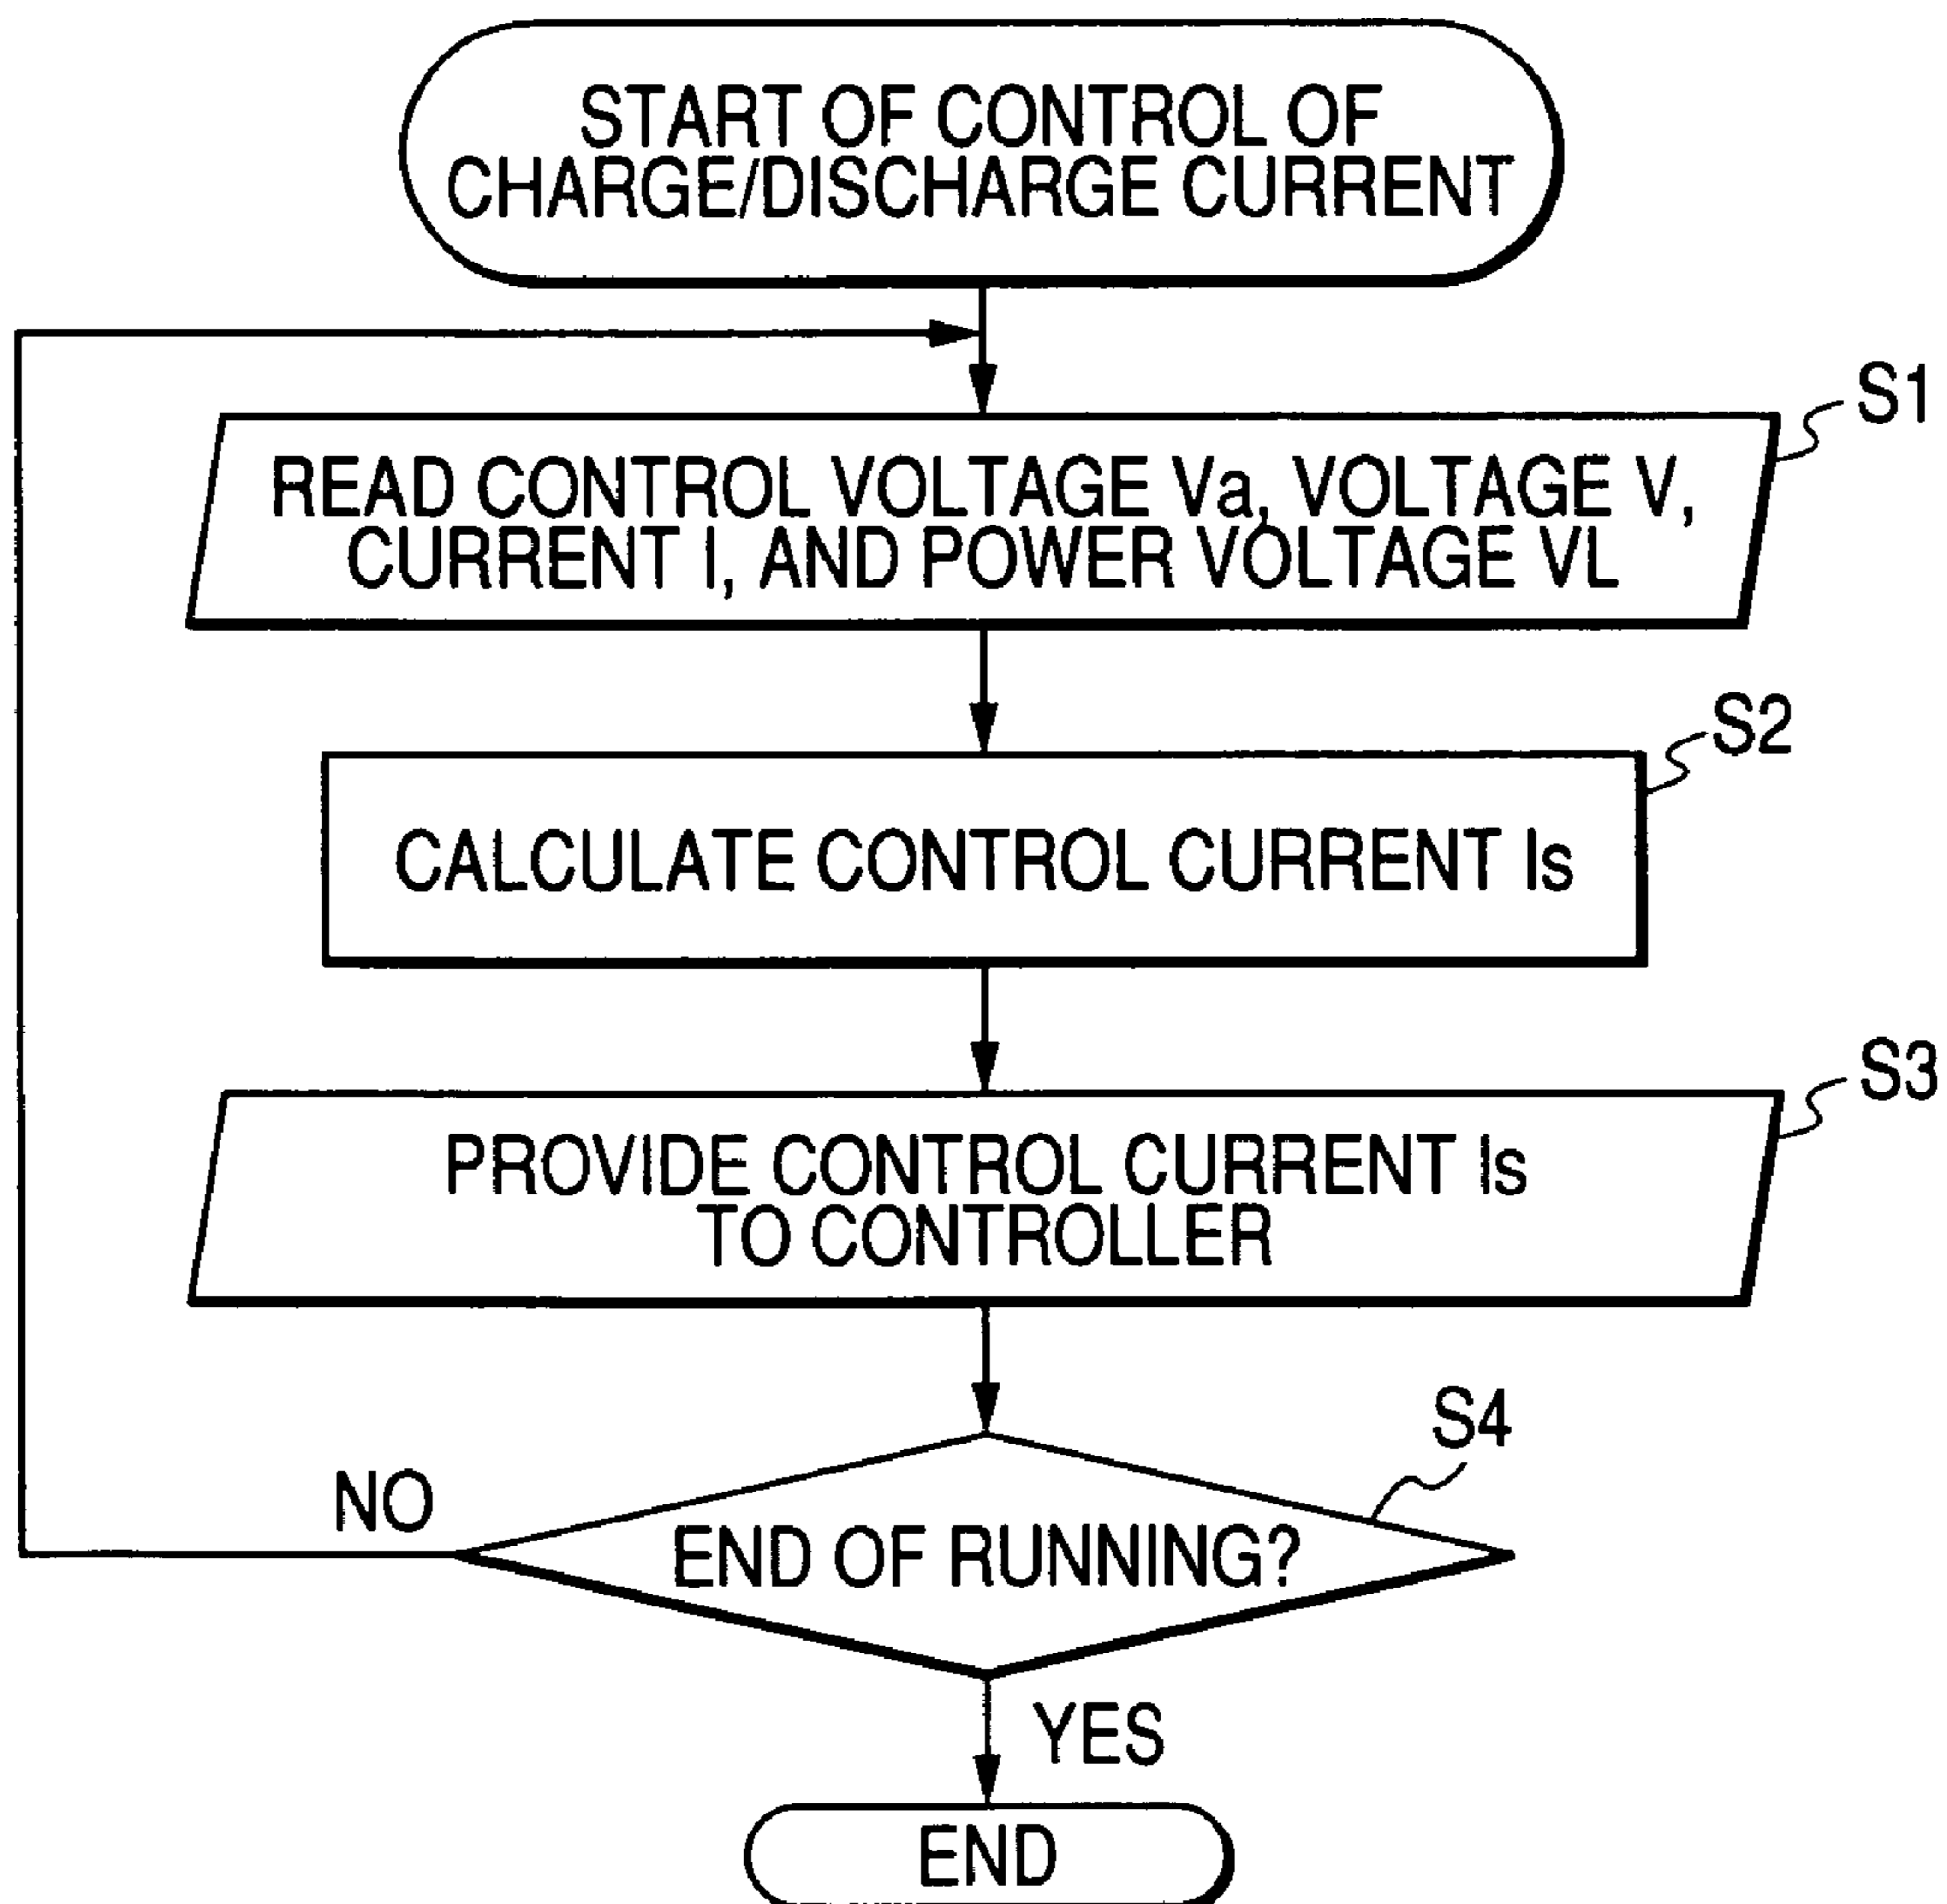 START OF CONTROL OF
CHARGE/DISCHARGE CURRENT
S1
READ CONTROL VOLTAGE Va, VOLTAGE V,
CURRENT I, AND POWER VOLTAGE VL
S2
CALCULATE CONTROL CURRENT Is
S3
PROVIDE CONTROL CURRENT Is
TO CONTROLLER
S4
NO
END OF RUNNING?
YES
END